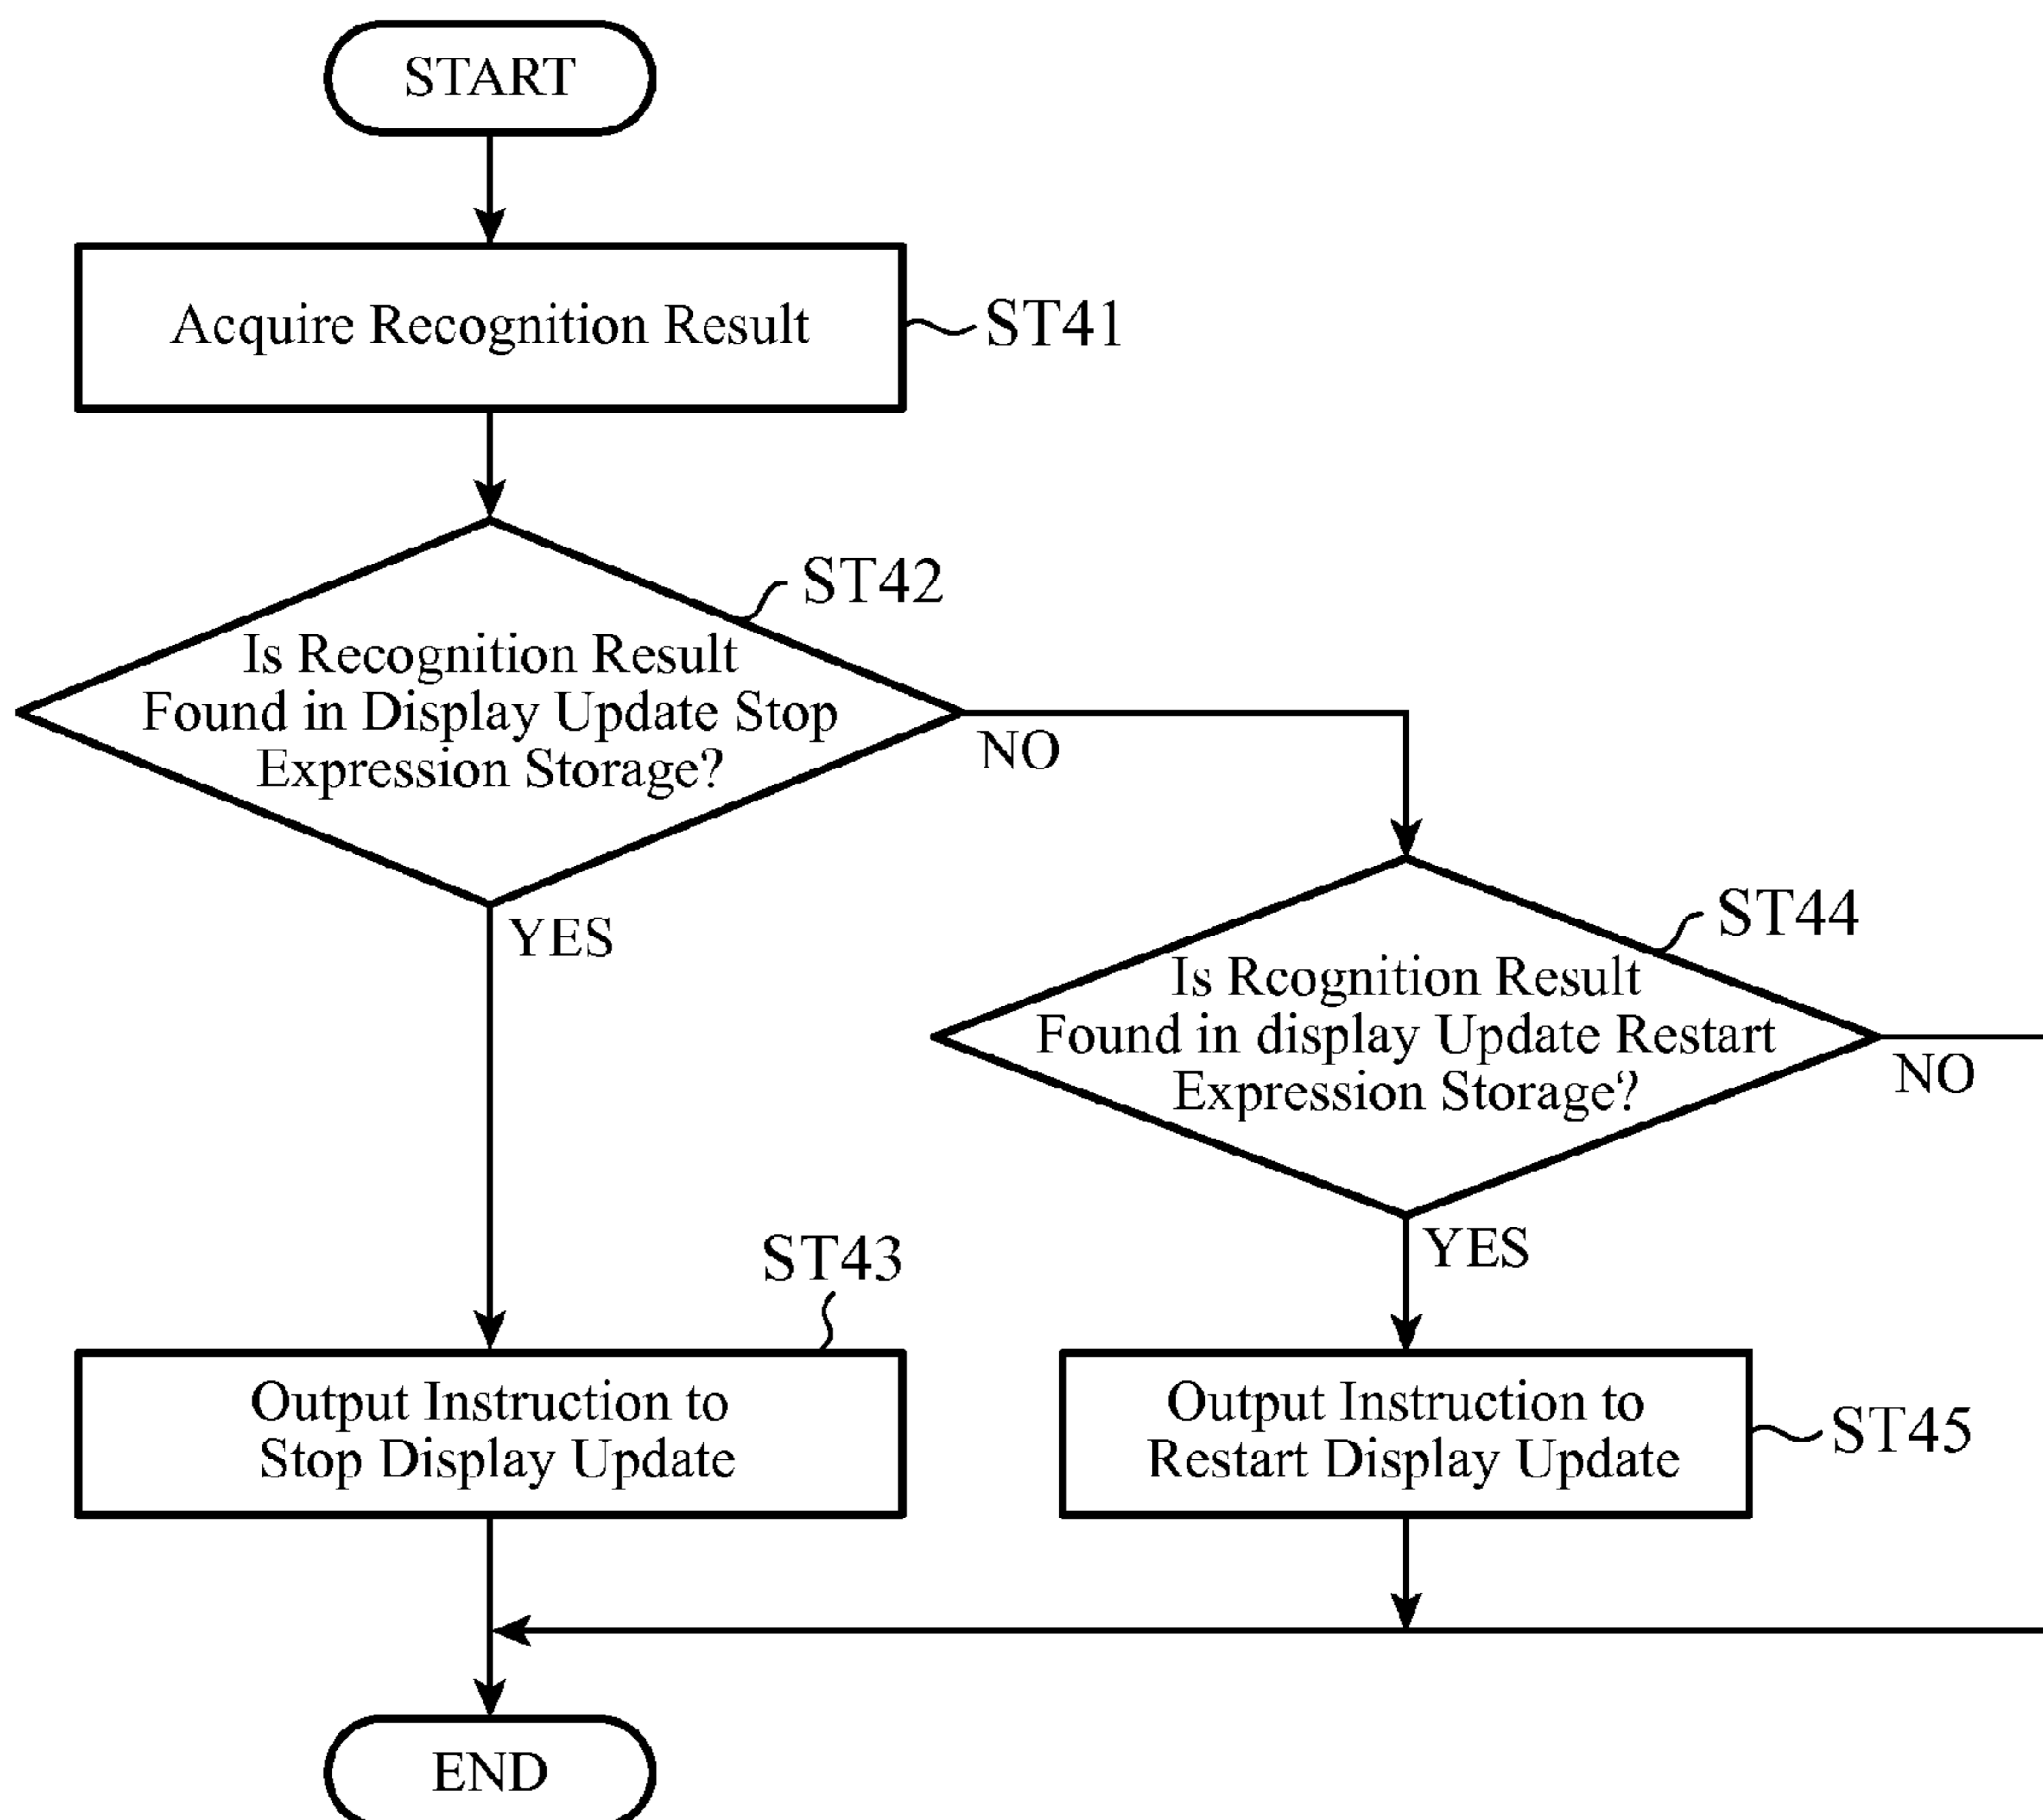 START
Acquire Recognition Result
ST41
ST42
Is Recognition Result
Found in Display Update Stop
Expression Storage?
NO
YES
ST44
Is Rcognition Result
Found in display Update Restart
Expression Storage?
NO
YES
ST43
Output Instruction to
Stop Display Update
Output Instruction to
Restart Display Update
ST45
END